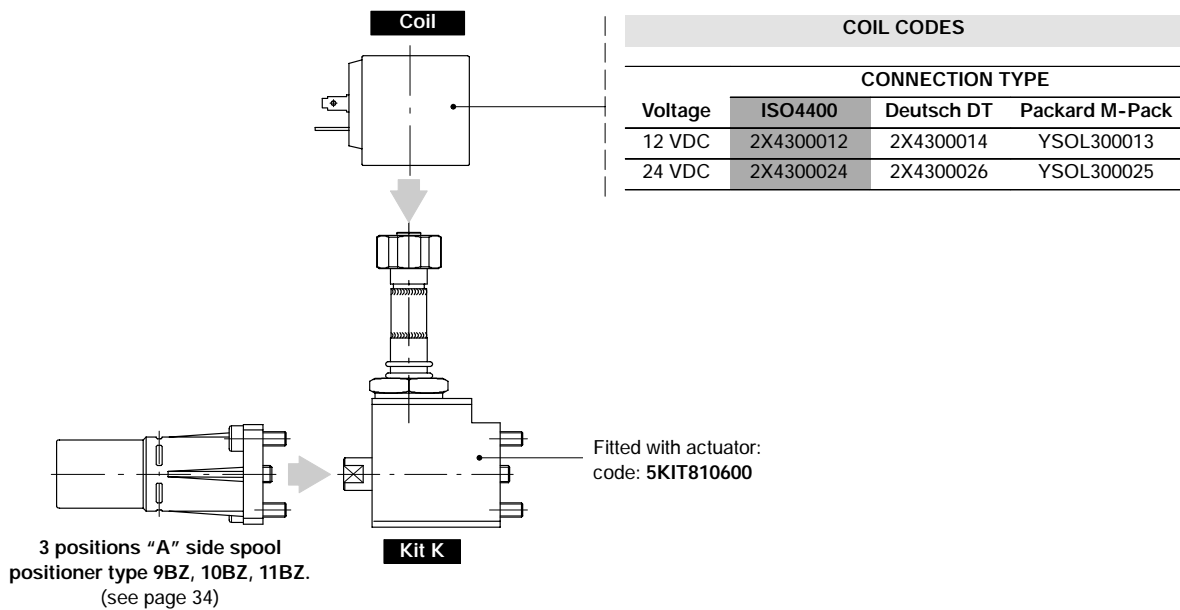 Coil
COIL CODES
CONNECTION TYPE
Voltage ISO4400 Deutsch DT Packard M-Pack
12 VDC 2X4300012 2X4300014 YSOL300013
24 VDC 2X4300024 2X4300026 YSOL300025
Fitted with actuator:
code: 5KIT810600
Kit K
3 positions “A” side spool
positioner type 9BZ, 10BZ, 11BZ.
(see page 34)